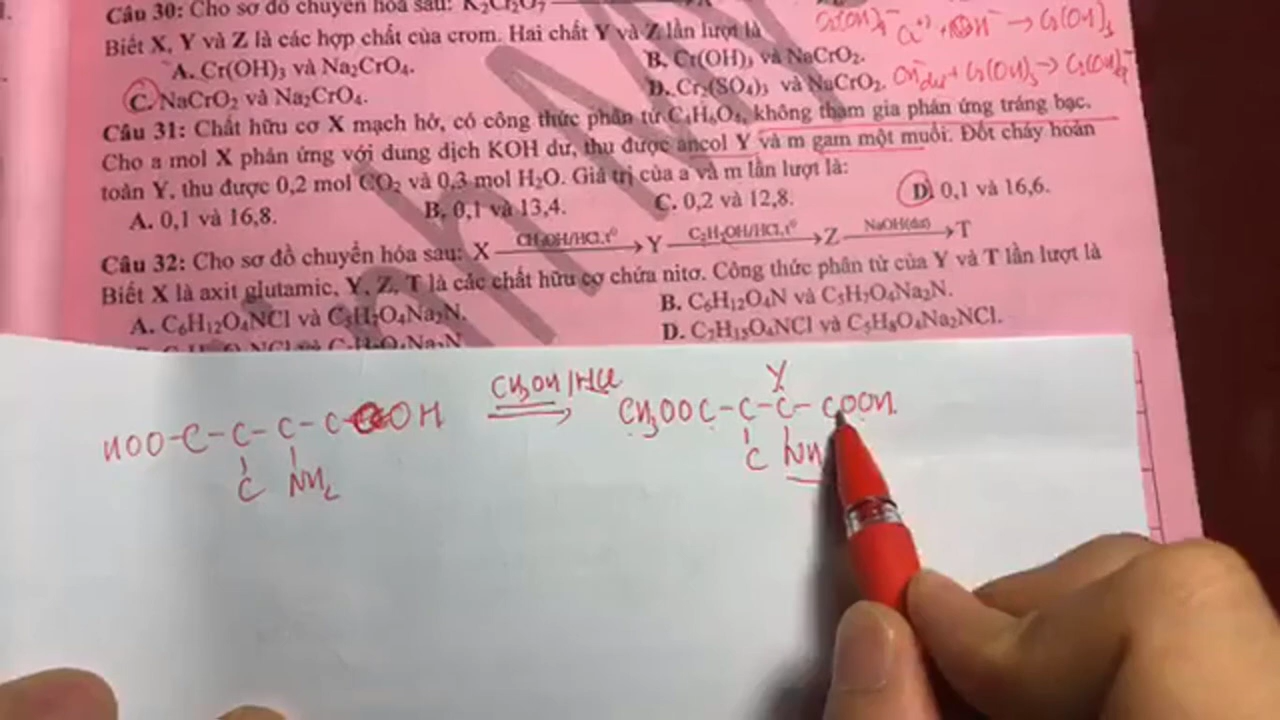 Câu 30: Cho sơ đồ chuyển hóa sau: K₂Cr₂O₇
Biết X, Y và Z là các hợp chất của crom. Hai chất Y và Z lần lượt là
A. Cr(OH)₃ và Na₂CrO₄. B. Cr(OH)₃ và NaCrO₂.
C. NaCrO₂ và Na₂CrO₄. D. Cr₂(SO₄)₃ và NaCrO₂.
→ Cr(OH)₃
Cr(OH)₃ →
Câu 31: Chất hữu cơ X mạch hở, có công thức phân tử C₄H₆O₄, không tham gia phản ứng tráng bạc.
Cho a mol X phản ứng với dung dịch KOH dư, thu được ancol Y và m gam một muối. Đốt cháy hoàn
toàn Y, thu được 0,2 mol CO₂ và 0,3 mol H₂O. Giá trị của a và m lần lượt là:
A. 0,1 và 16,8. B. 0,1 và 13,4. C. 0,2 và 12,8. D. 0,1 và 16,6.
Câu 32: Cho sơ đồ chuyển hóa sau: X —CH₃OH/HCl, t⁰→ Y —C₂H₅OH/HCl, t⁰→ Z —NaOH(dư)→ T
Biết X là axit glutamic, Y, Z, T là các chất hữu cơ chứa nitơ. Công thức phân tử của Y và T lần lượt là
A. C₆H₁₂O₄NCl và C₅H₇O₄Na₂N. B. C₆H₁₂O₄N và C₅H₇O₄Na₂N.
D. C₇H₁₅O₄NCl và C₅H₈O₄Na₂NCl.
CH₃OH/HCl Y
HOO-C-C-C-C OH → CH₃OOC-C-C-COOH.
C NH₂ C